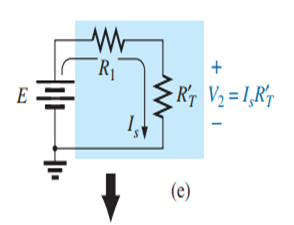 R₁
+
E
R′T V₂ = IₛR′T
Iₛ
−
(e)